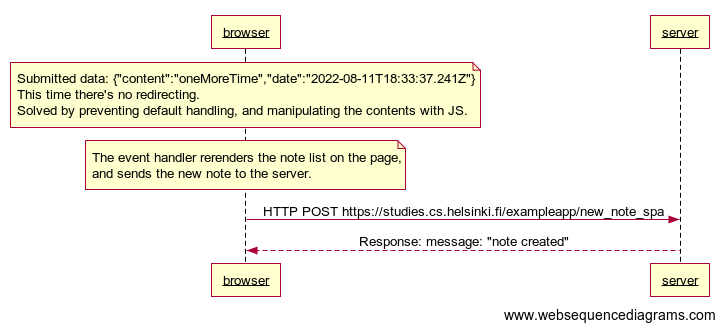 browser
server
Submitted data: {"content":"oneMoreTime","date":"2022-08-11T18:33:37.241Z"}
This time there's no redirecting.
Solved by preventing default handling, and manipulating the contents with JS.
The event handler rerenders the note list on the page,
and sends the new note to the server.
HTTP POST https://studies.cs.helsinki.fi/exampleapp/new_note_spa
Response: message: "note created"
browser
server
www.websequencediagrams.com